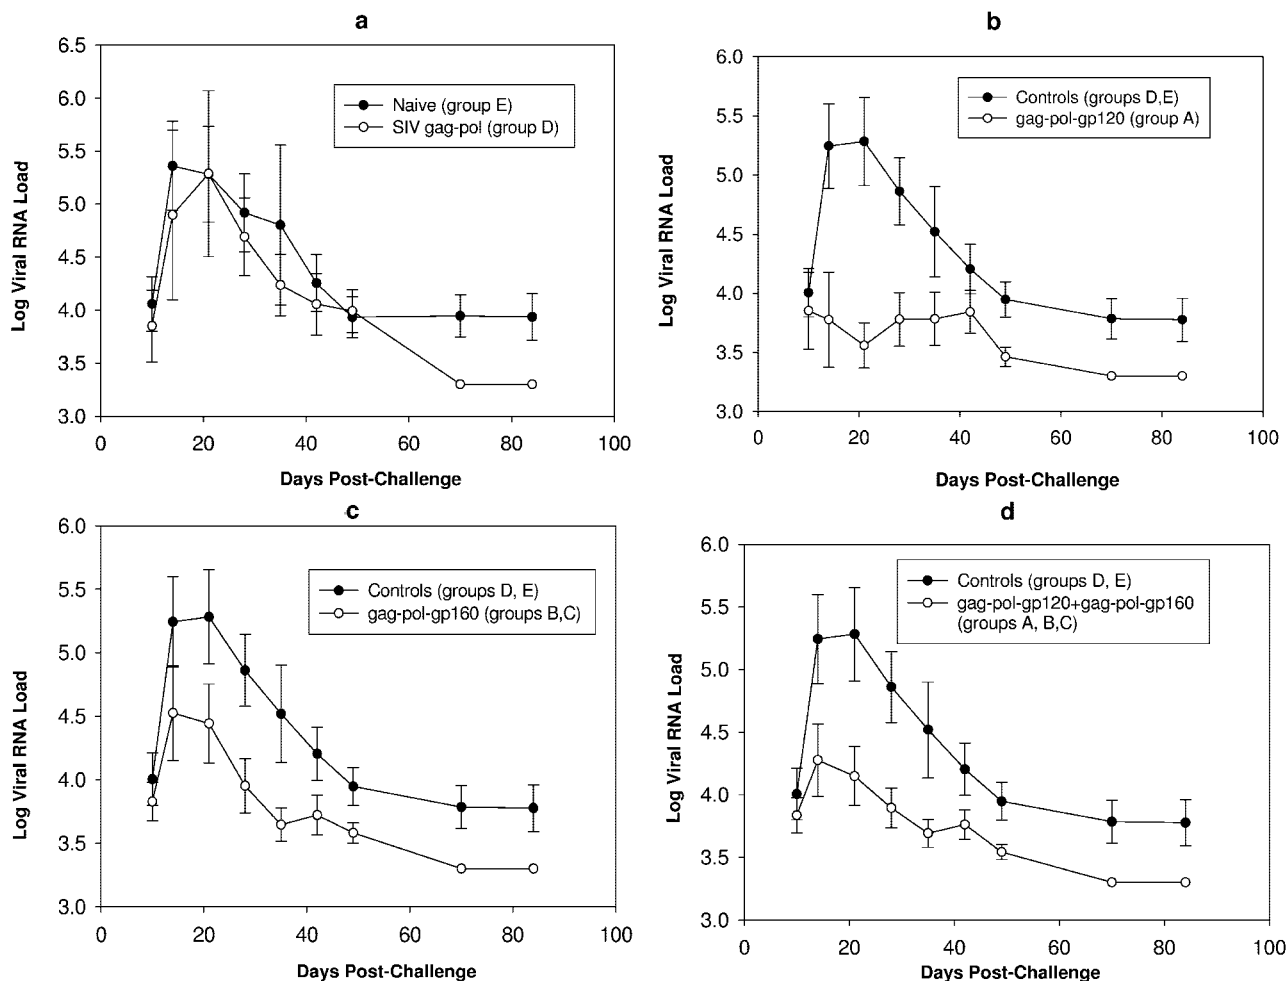 a
6.5
6.0
5.5
5.0
4.5
4.0
3.5
3.0
Log Viral RNA Load
Naive (group E)
SIV gag-pol (group D)
0 20 40 60 80 100
Days Post-Challenge
b
6.0
5.5
5.0
4.5
4.0
3.5
3.0
Log Viral RNA Load
Controls (groups D,E)
gag-pol-gp120 (group A)
0 20 40 60 80 100
Days Post-Challenge
c
6.0
5.5
5.0
4.5
4.0
3.5
3.0
Log Viral RNA Load
Controls (groups D, E)
gag-pol-gp160 (groups B,C)
0 20 40 60 80 100
Days Post-Challenge
d
6.0
5.5
5.0
4.5
4.0
3.5
3.0
Log Viral RNA Load
Controls (groups D, E)
gag-pol-gp120+gag-pol-gp160
(groups A, B,C)
0 20 40 60 80 100
Days Post-Challenge